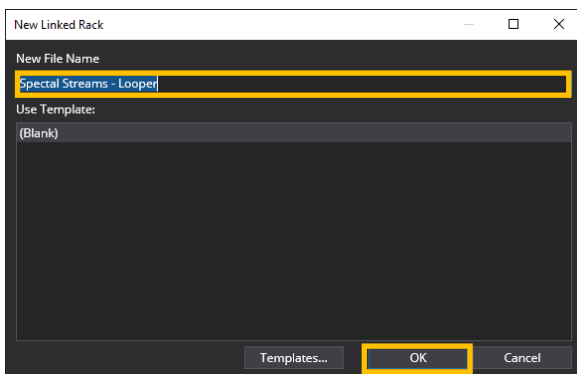 New Linked Rack
New File Name
Spectal Streams - Looper
Use Template:
(Blank)
Templates... OK Cancel